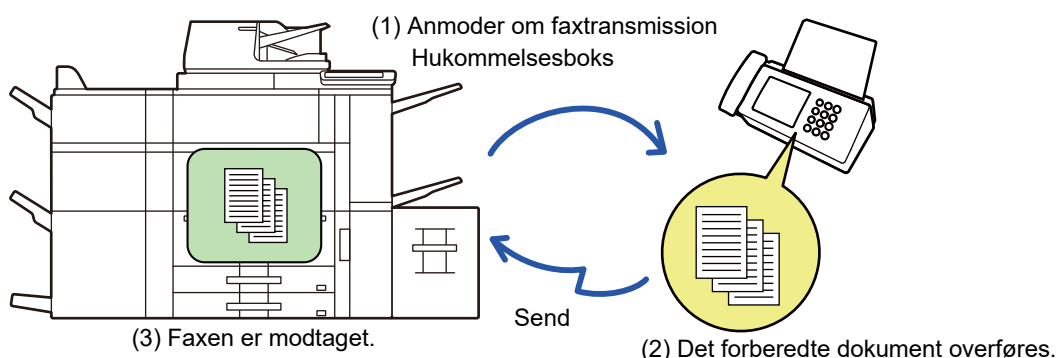 (1) Anmoder om faxtransmission
Hukommelsesboks
Send
(3) Faxen er modtaget.
(2) Det forberedte dokument overføres.